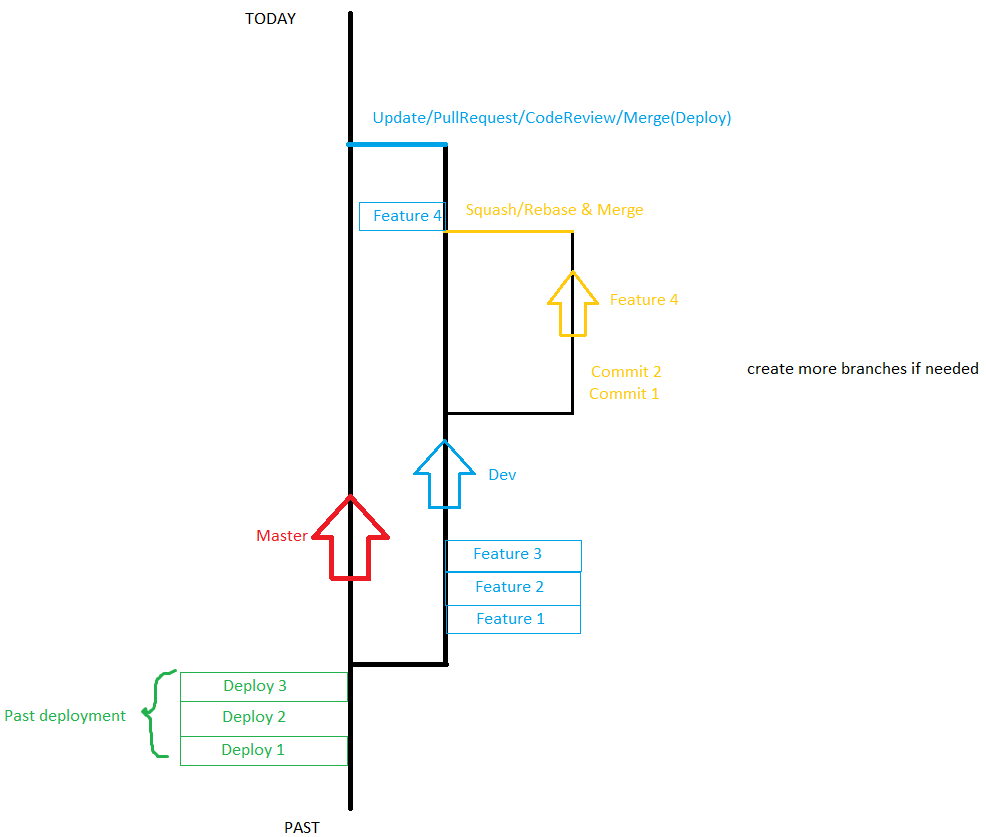 TODAY
Update/PullRequest/CodeReview/Merge(Deploy)
Feature 4
Squash/Rebase & Merge
Feature 4
Commit 2
create more branches if needed
Commit 1
Dev
Master
Feature 3
Feature 2
Feature 1
Deploy 3
Past deployment
Deploy 2
Deploy 1
PAST